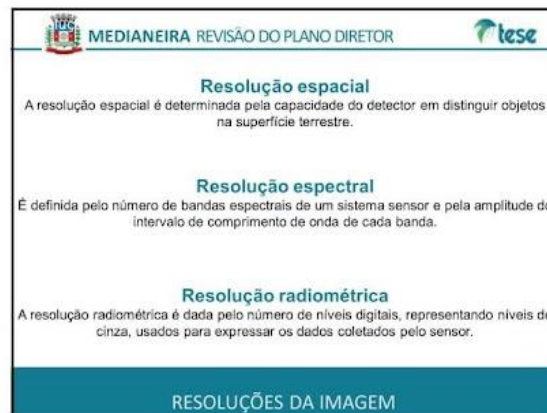 MEDIANEIRA REVISÃO DO PLANO DIRETOR
tese
Resolução espacial
A resolução espacial é determinada pela capacidade do detector em distinguir objetos
na superfície terrestre.
Resolução espectral
É definida pelo número de bandas espectrais de um sistema sensor e pela amplitude do
intervalo de comprimento de onda de cada banda.
Resolução radiométrica
A resolução radiométrica é dada pelo número de níveis digitais, representando níveis de
cinza, usados para expressar os dados coletados pelo sensor.
RESOLUÇÕES DA IMAGEM